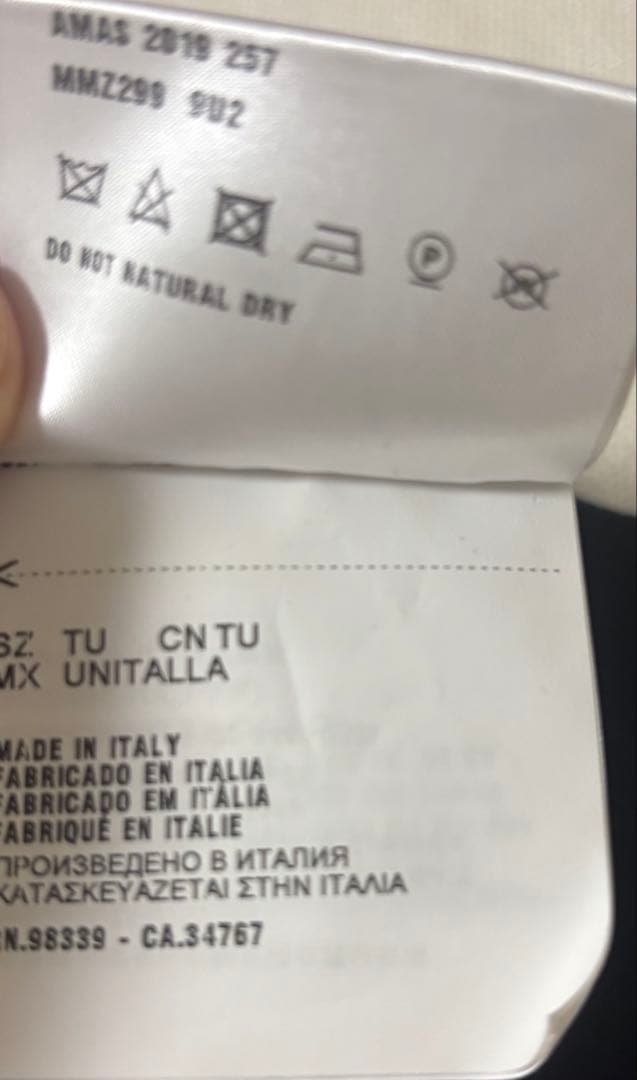 AMAS 2019 257
MMZ299 9U2
P
DO NOT NATURAL DRY
SZ TU CN TU
MX UNITALLA
MADE IN ITALY
FABRICADO EN ITALIA
FABRICADO EM ITÁLIA
FABRIQUÉ EN ITALIE
ПРОИЗВЕДЕНО В ИТАЛИЯ
ΚΑΤΑΣΚΕΥΑΖΕΤΑΙ ΣΤΗΝ ΙΤΑΛΙΑ
N.98339 - CA.34767